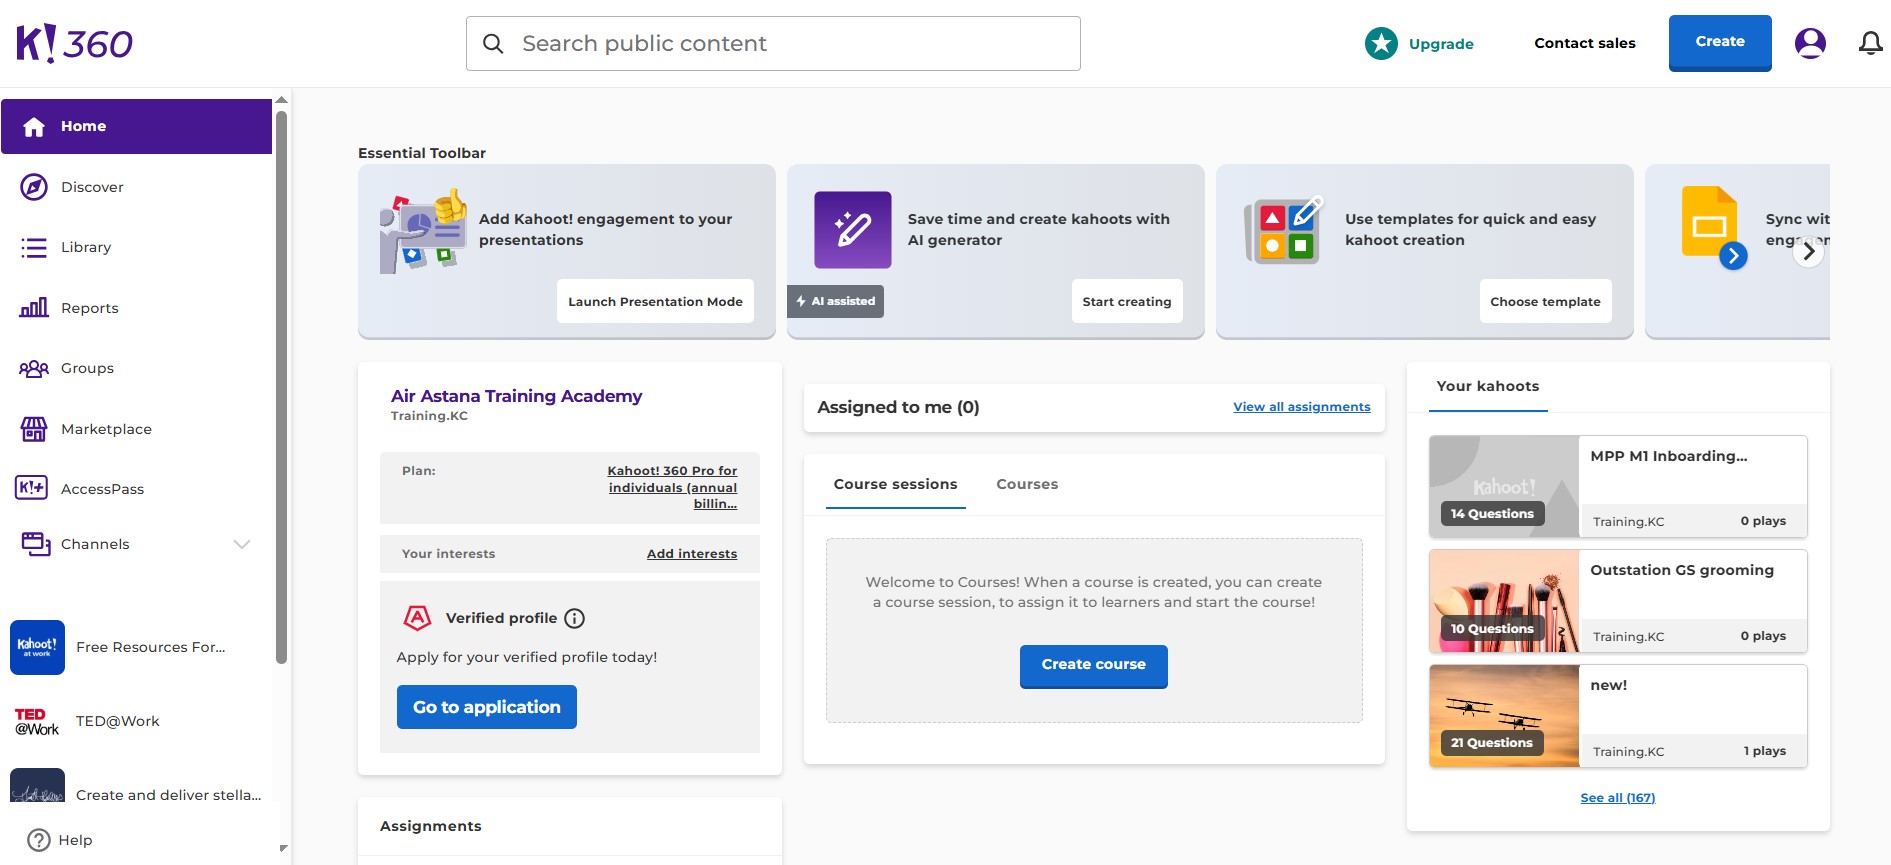 K!360
Search public content
Upgrade
Contact sales
Create
Home
Discover
Library
Reports
Groups
Marketplace
K!+
AccessPass
Channels
Kahoot!
at work
Free Resources For...
TED
@Work
TED@Work
Create and deliver stella...
Help
Essential Toolbar
Add Kahoot! engagement to your
presentations
Launch Presentation Mode
Save time and create kahoots with
AI generator
AI assisted
Start creating
Use templates for quick and easy
kahoot creation
Choose template
Sync wit
Air Astana Training Academy
Training.KC
Plan:
Kahoot! 360 Pro for
individuals (annual
billin...
Your interests
Add interests
Verified profile
Apply for your verified profile today!
Go to application
Assignments
Assigned to me (0)
View all assignments
Course sessions
Courses
Welcome to Courses! When a course is created, you can create
a course session, to assign it to learners and start the course!
Create course
Your kahoots
Kahoot!
14 Questions
MPP M1 Inboarding...
Training.KC
0 plays
10 Questions
Outstation GS grooming
Training.KC
0 plays
21 Questions
new!
Training.KC
1 plays
See all (167)